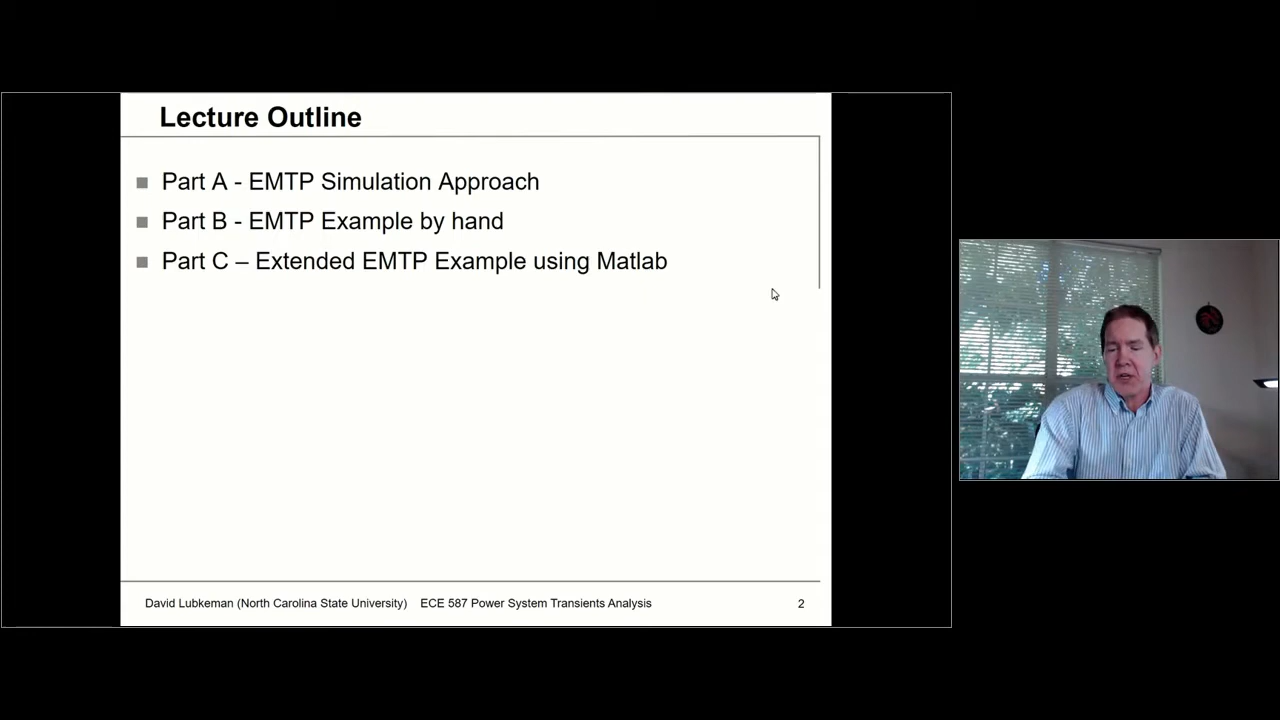 Lecture Outline
Part A - EMTP Simulation Approach
Part B - EMTP Example by hand
Part C – Extended EMTP Example using Matlab
David Lubkeman (North Carolina State University) ECE 587 Power System Transients Analysis 2